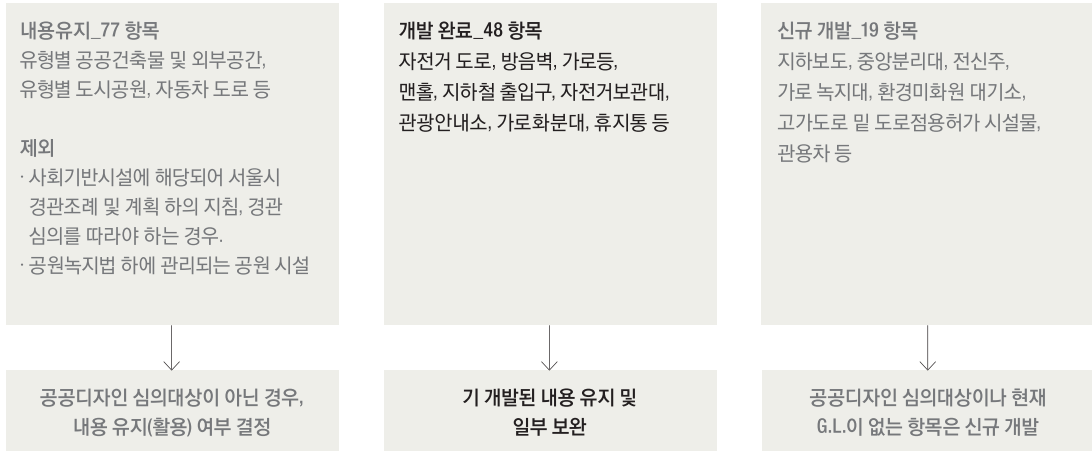 내용유지_77 항목
유형별 공공건축물 및 외부공간,
유형별 도시공원, 자동차 도로 등
제외
· 사회기반시설에 해당되어 서울시
경관조례 및 계획 하의 지침, 경관
심의를 따라야 하는 경우.
· 공원녹지법 하에 관리되는 공원 시설
공공디자인 심의대상이 아닌 경우,
내용 유지(활용) 여부 결정
개발 완료_48 항목
자전거 도로, 방음벽, 가로등,
맨홀, 지하철 출입구, 자전거보관대,
관광안내소, 가로화분대, 휴지통 등
기 개발된 내용 유지 및
일부 보완
신규 개발_19 항목
지하보도, 중앙분리대, 전신주,
가로 녹지대, 환경미화원 대기소,
고가도로 밑 도로점용허가 시설물,
관용차 등
공공디자인 심의대상이나 현재
G.L.이 없는 항목은 신규 개발